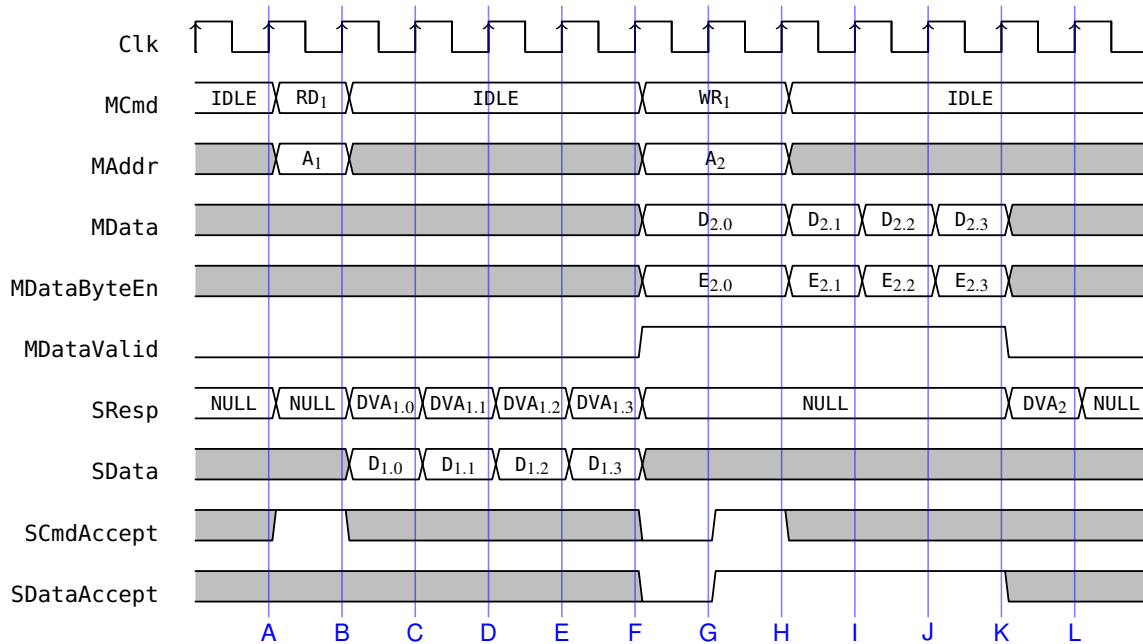 Clk
MCmd IDLE RD₁ IDLE WR₁ IDLE
MAddr A₁ A₂
MData D₂.₀ D₂.₁ D₂.₂ D₂.₃
MDataByteEn E₂.₀ E₂.₁ E₂.₂ E₂.₃
MDataValid
SResp NULL NULL DVA₁.₀ DVA₁.₁ DVA₁.₂ DVA₁.₃ NULL DVA₂ NULL
SData D₁.₀ D₁.₁ D₁.₂ D₁.₃
SCmdAccept
SDataAccept
A B C D E F G H I J K L